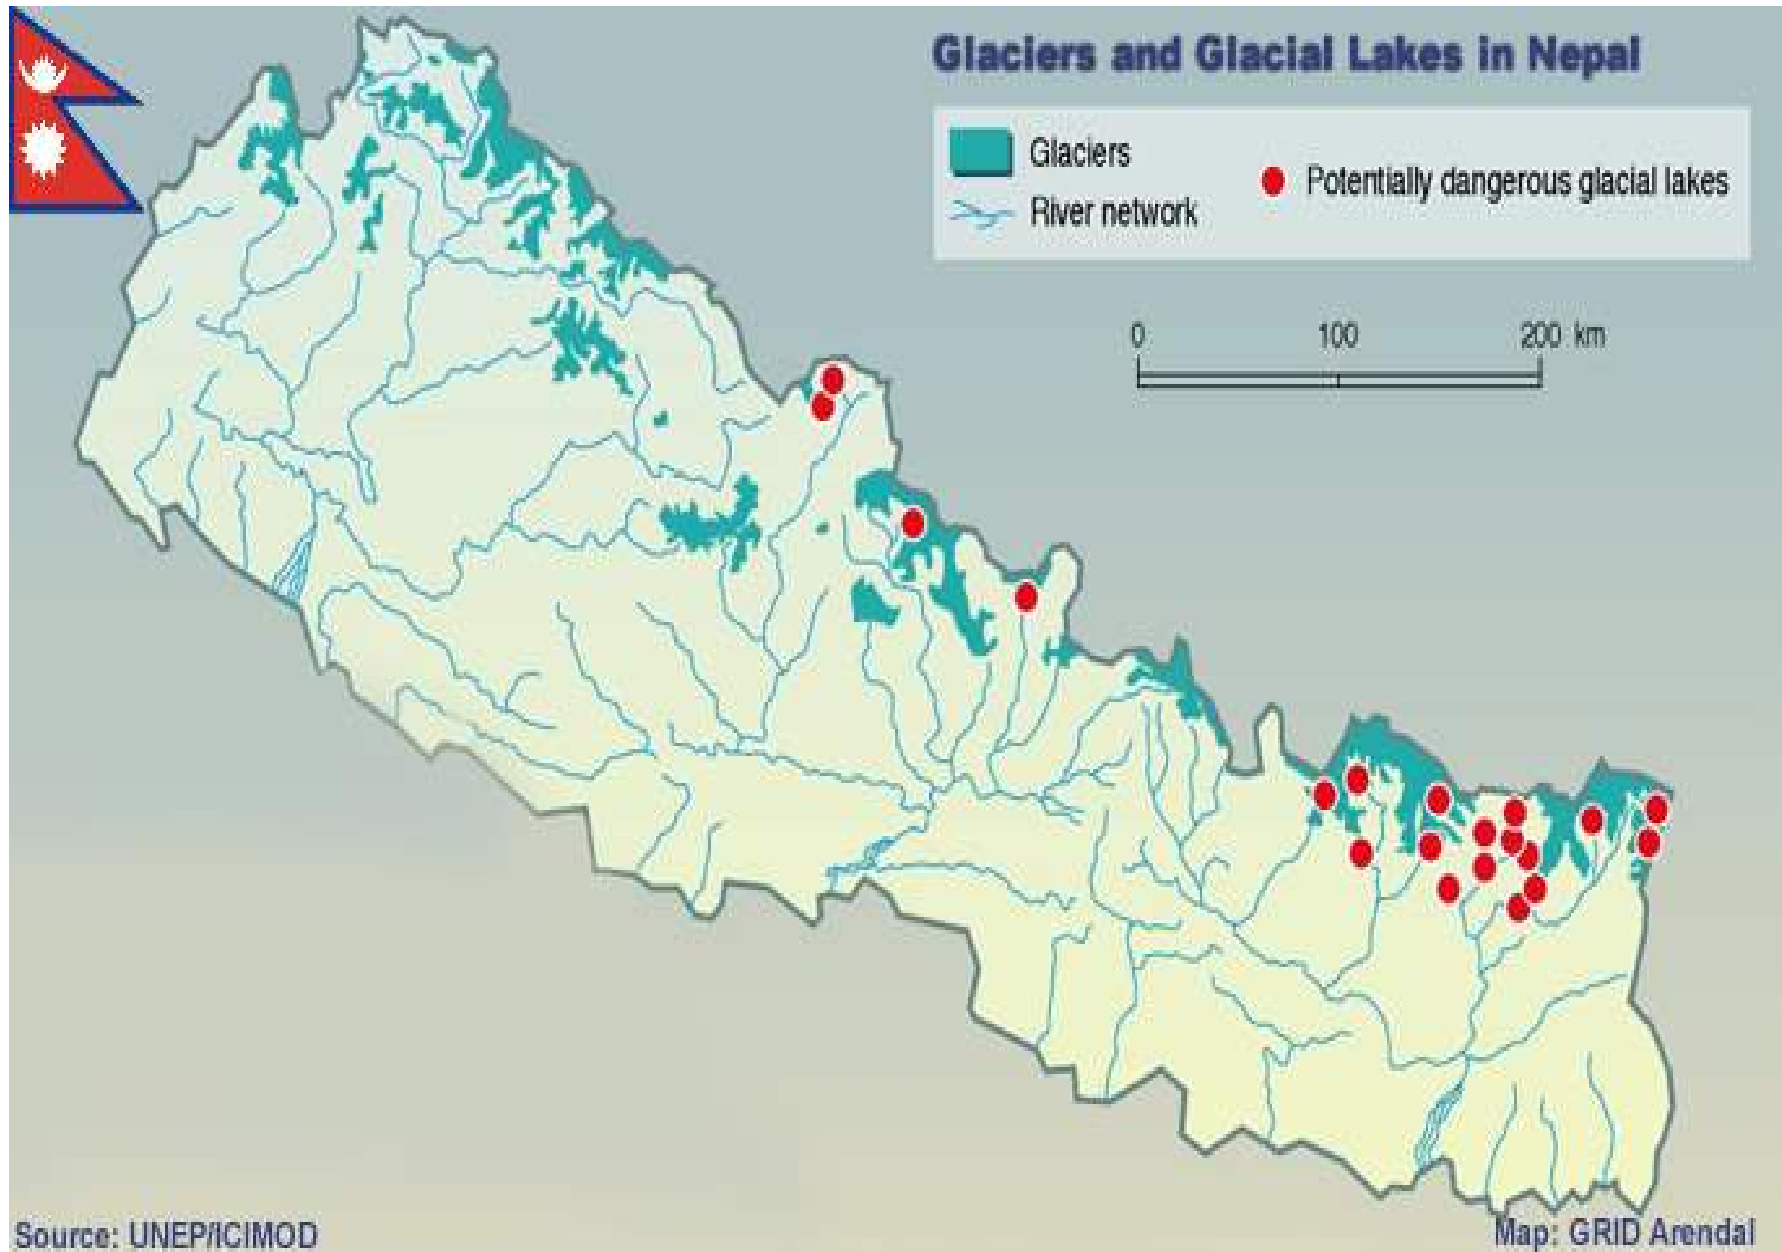 Glaciers and Glacial Lakes in Nepal
Glaciers
River network
Potentially dangerous glacial lakes
0 100 200 km
Source: UNEP/ICIMOD
Map: GRID Arendal